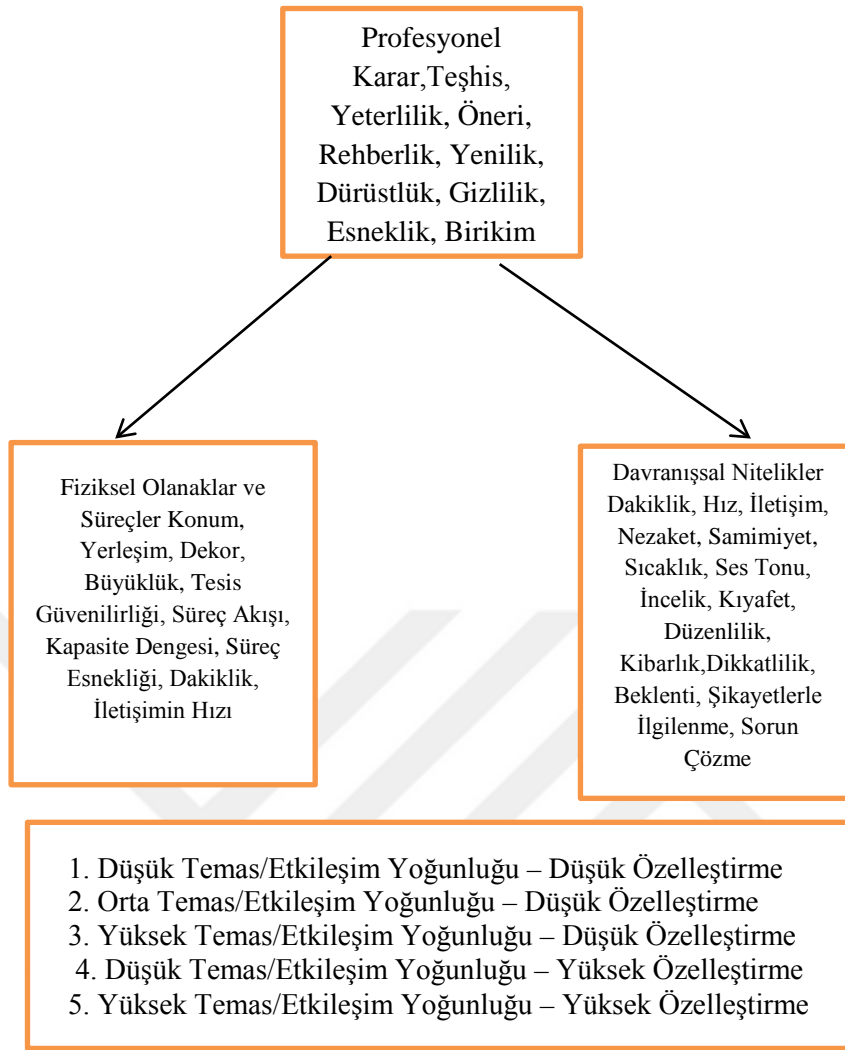 Profesyonel
Karar,Teşhis,
Yeterlilik, Öneri,
Rehberlik, Yenilik,
Dürüstlük, Gizlilik,
Esneklik, Birikim
Fiziksel Olanaklar ve
Süreçler Konum,
Yerleşim, Dekor,
Büyüklük, Tesis
Güvenilirliği, Süreç Akışı,
Kapasite Dengesi, Süreç
Esnekliği, Dakiklik,
İletişimin Hızı
Davranışsal Nitelikler
Dakiklik, Hız, İletişim,
Nezaket, Samimiyet,
Sıcaklık, Ses Tonu,
İncelik, Kıyafet,
Düzenlilik,
Kibarlık,Dikkatlilik,
Beklenti, Şikayetlerle
İlgilenme, Sorun
Çözme
1. Düşük Temas/Etkileşim Yoğunluğu – Düşük Özelleştirme
2. Orta Temas/Etkileşim Yoğunluğu – Düşük Özelleştirme
3. Yüksek Temas/Etkileşim Yoğunluğu – Düşük Özelleştirme
4. Düşük Temas/Etkileşim Yoğunluğu – Yüksek Özelleştirme
5. Yüksek Temas/Etkileşim Yoğunluğu – Yüksek Özelleştirme